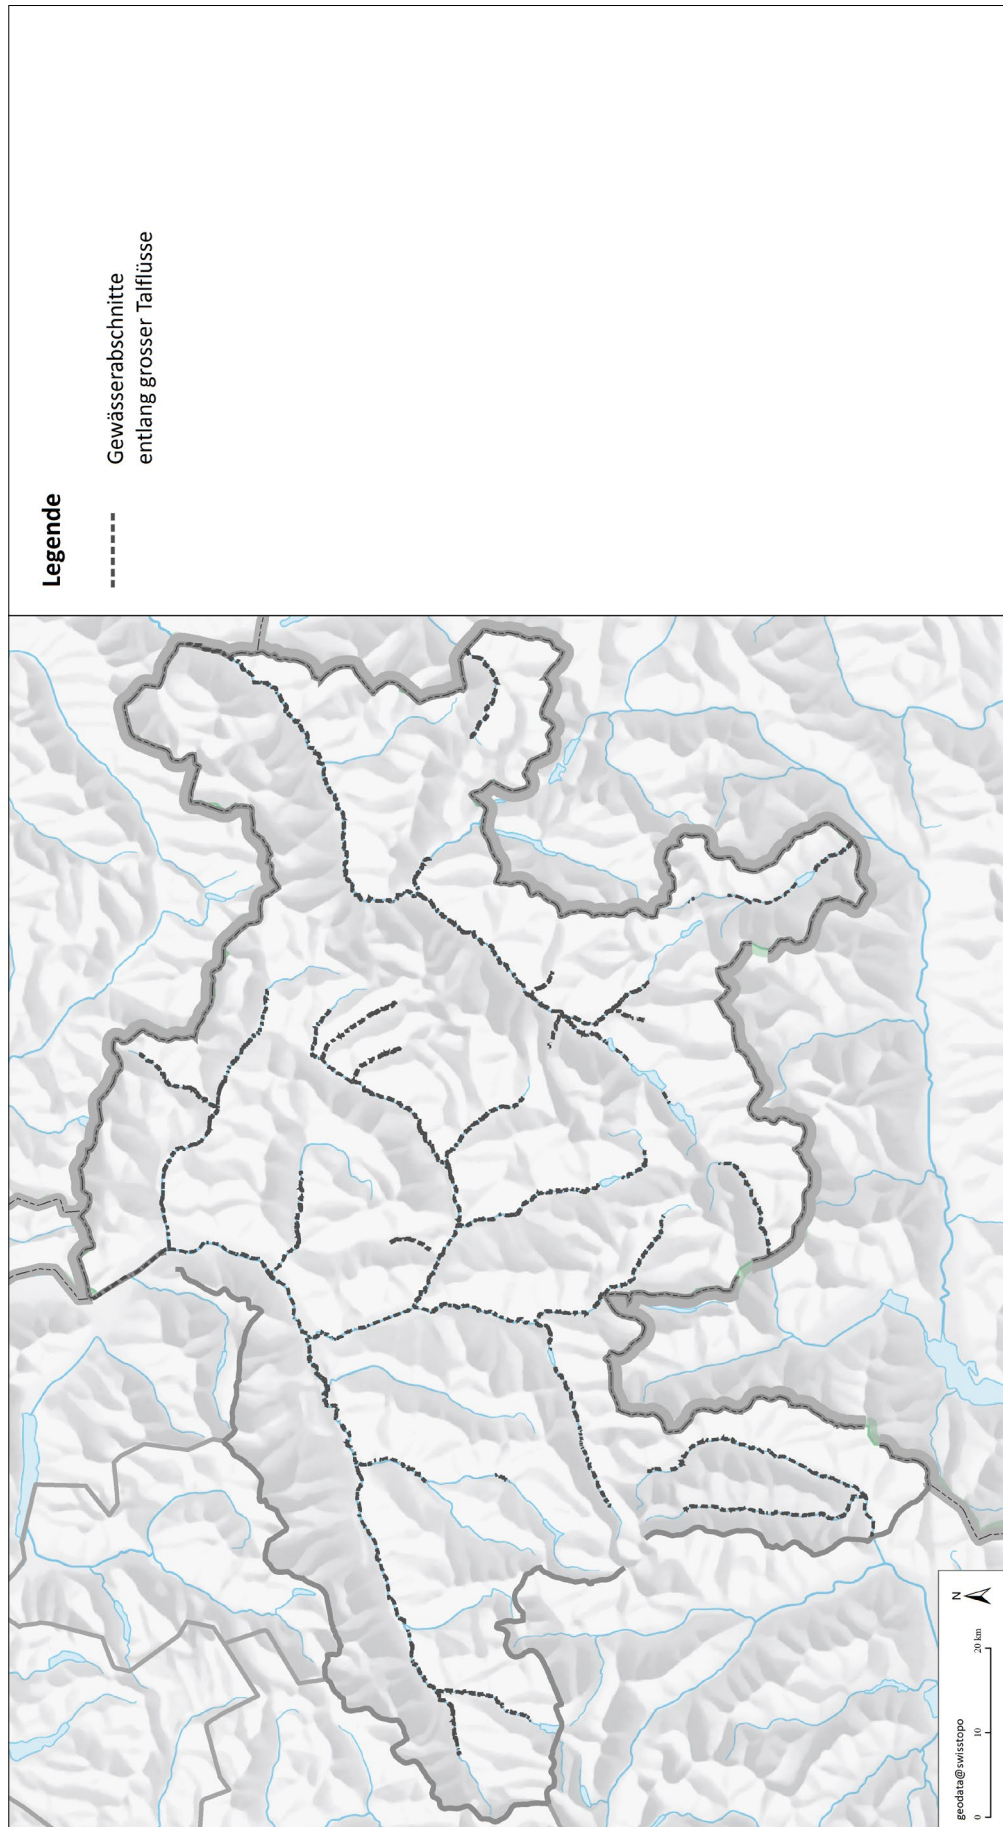 Legende
Gewässerabschnitte
entlang grosser Talflüsse
geodata@swisstopo
0 10 20 km
N